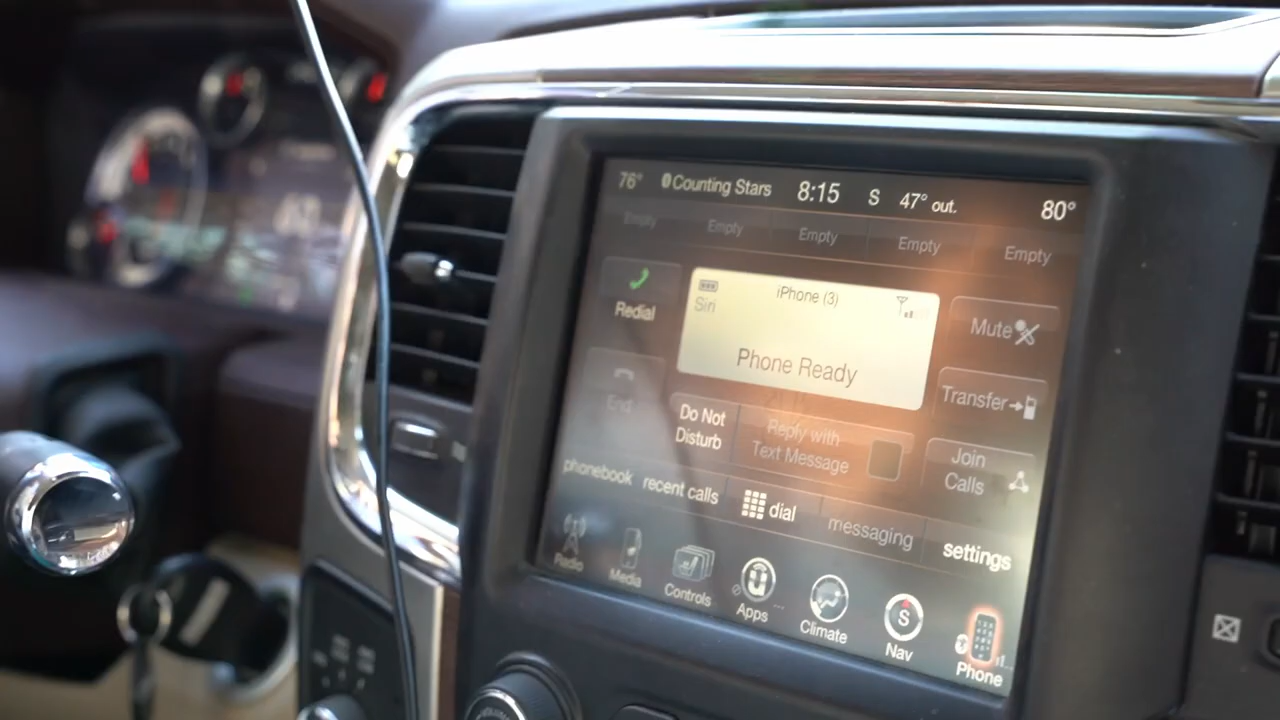 76° Counting Stars 8:15 S 47° out. 80°
Empty Empty Empty Empty Empty
Redial
iPhone (3)
Siri
Phone Ready
Mute
Transfer
End
Do Not
Disturb
Reply with
Text Message
Join
Calls
phonebook recent calls dial messaging settings
Radio Media Controls Apps Climate Nav Phone
S